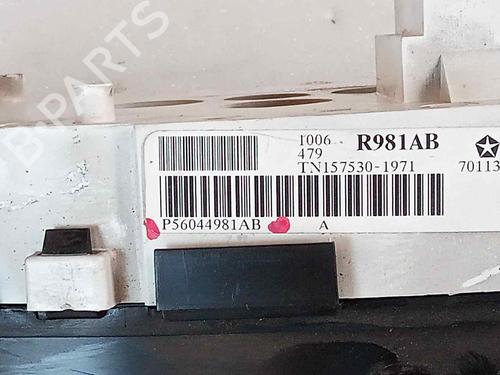 B-PARTS
1006 R981AB
479
TN157530-1971 70113
P56044981AB A